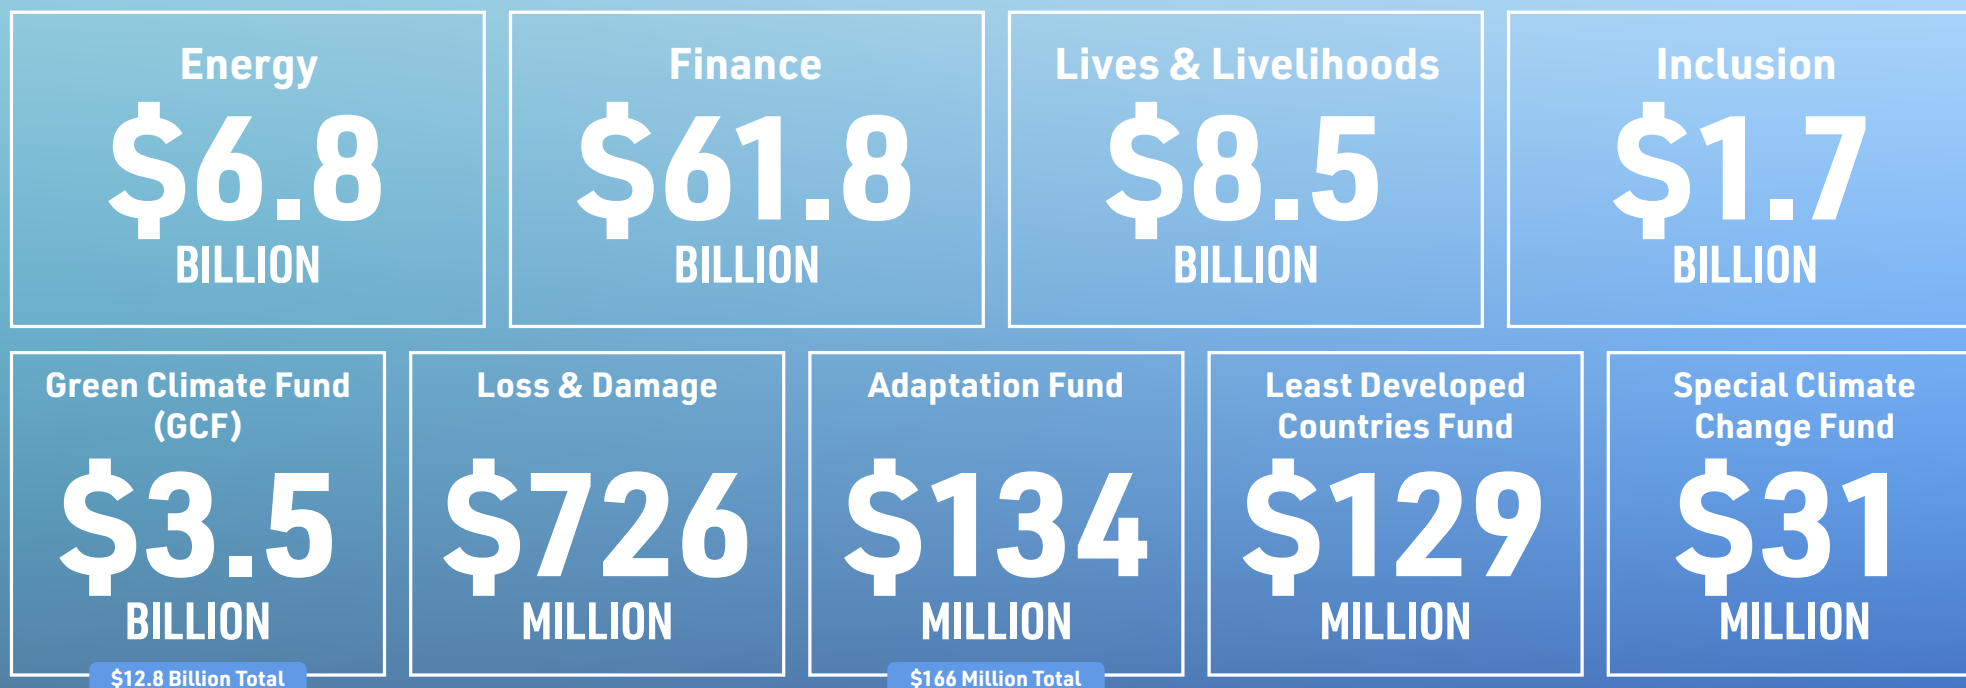 Energy
$6.8
BILLION
Finance
$61.8
BILLION
Lives & Livelihoods
$8.5
BILLION
Inclusion
$1.7
BILLION
Green Climate Fund
(GCF)
$3.5
BILLION
$12.8 Billion Total
Loss & Damage
$726
MILLION
Adaptation Fund
$134
MILLION
$166 Million Total
Least Developed
Countries Fund
$129
MILLION
Special Climate
Change Fund
$31
MILLION